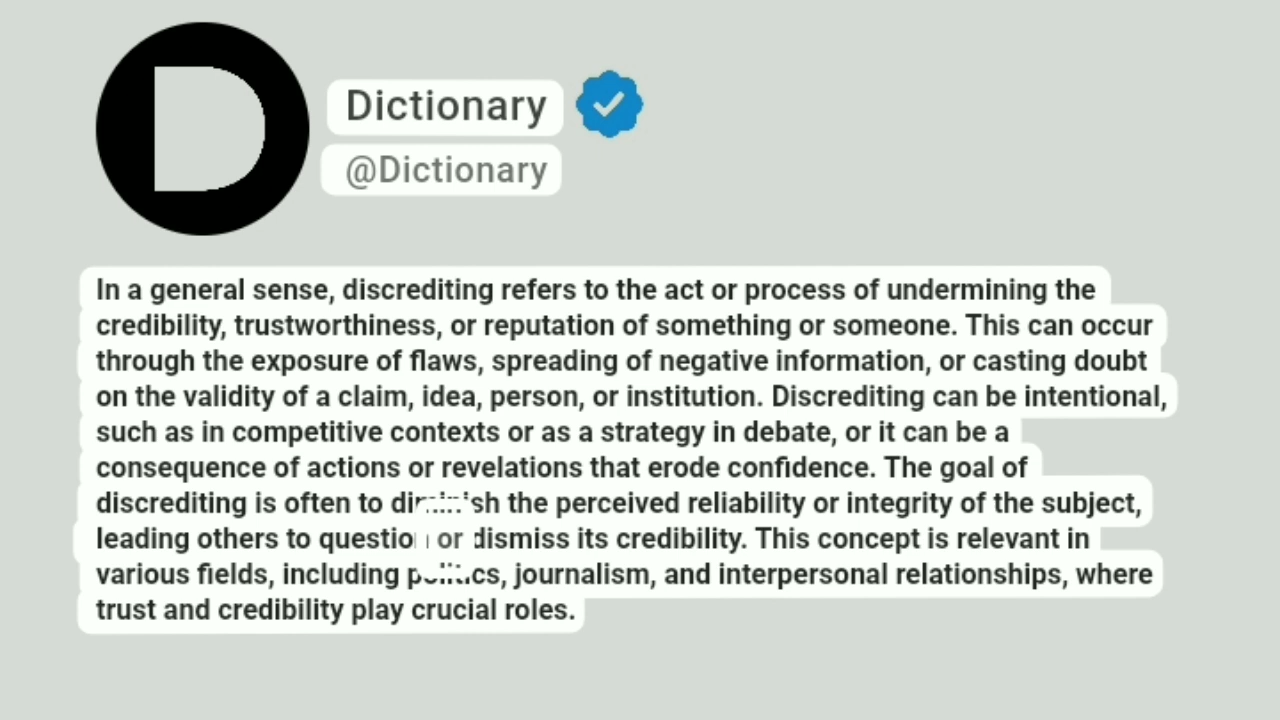 D
Dictionary
@Dictionary
In a general sense, discrediting refers to the act or process of undermining the
credibility, trustworthiness, or reputation of something or someone. This can occur
through the exposure of flaws, spreading of negative information, or casting doubt
on the validity of a claim, idea, person, or institution. Discrediting can be intentional,
such as in competitive contexts or as a strategy in debate, or it can be a
consequence of actions or revelations that erode confidence. The goal of
discrediting is often to diminish the perceived reliability or integrity of the subject,
leading others to question or dismiss its credibility. This concept is relevant in
various fields, including politics, journalism, and interpersonal relationships, where
trust and credibility play crucial roles.